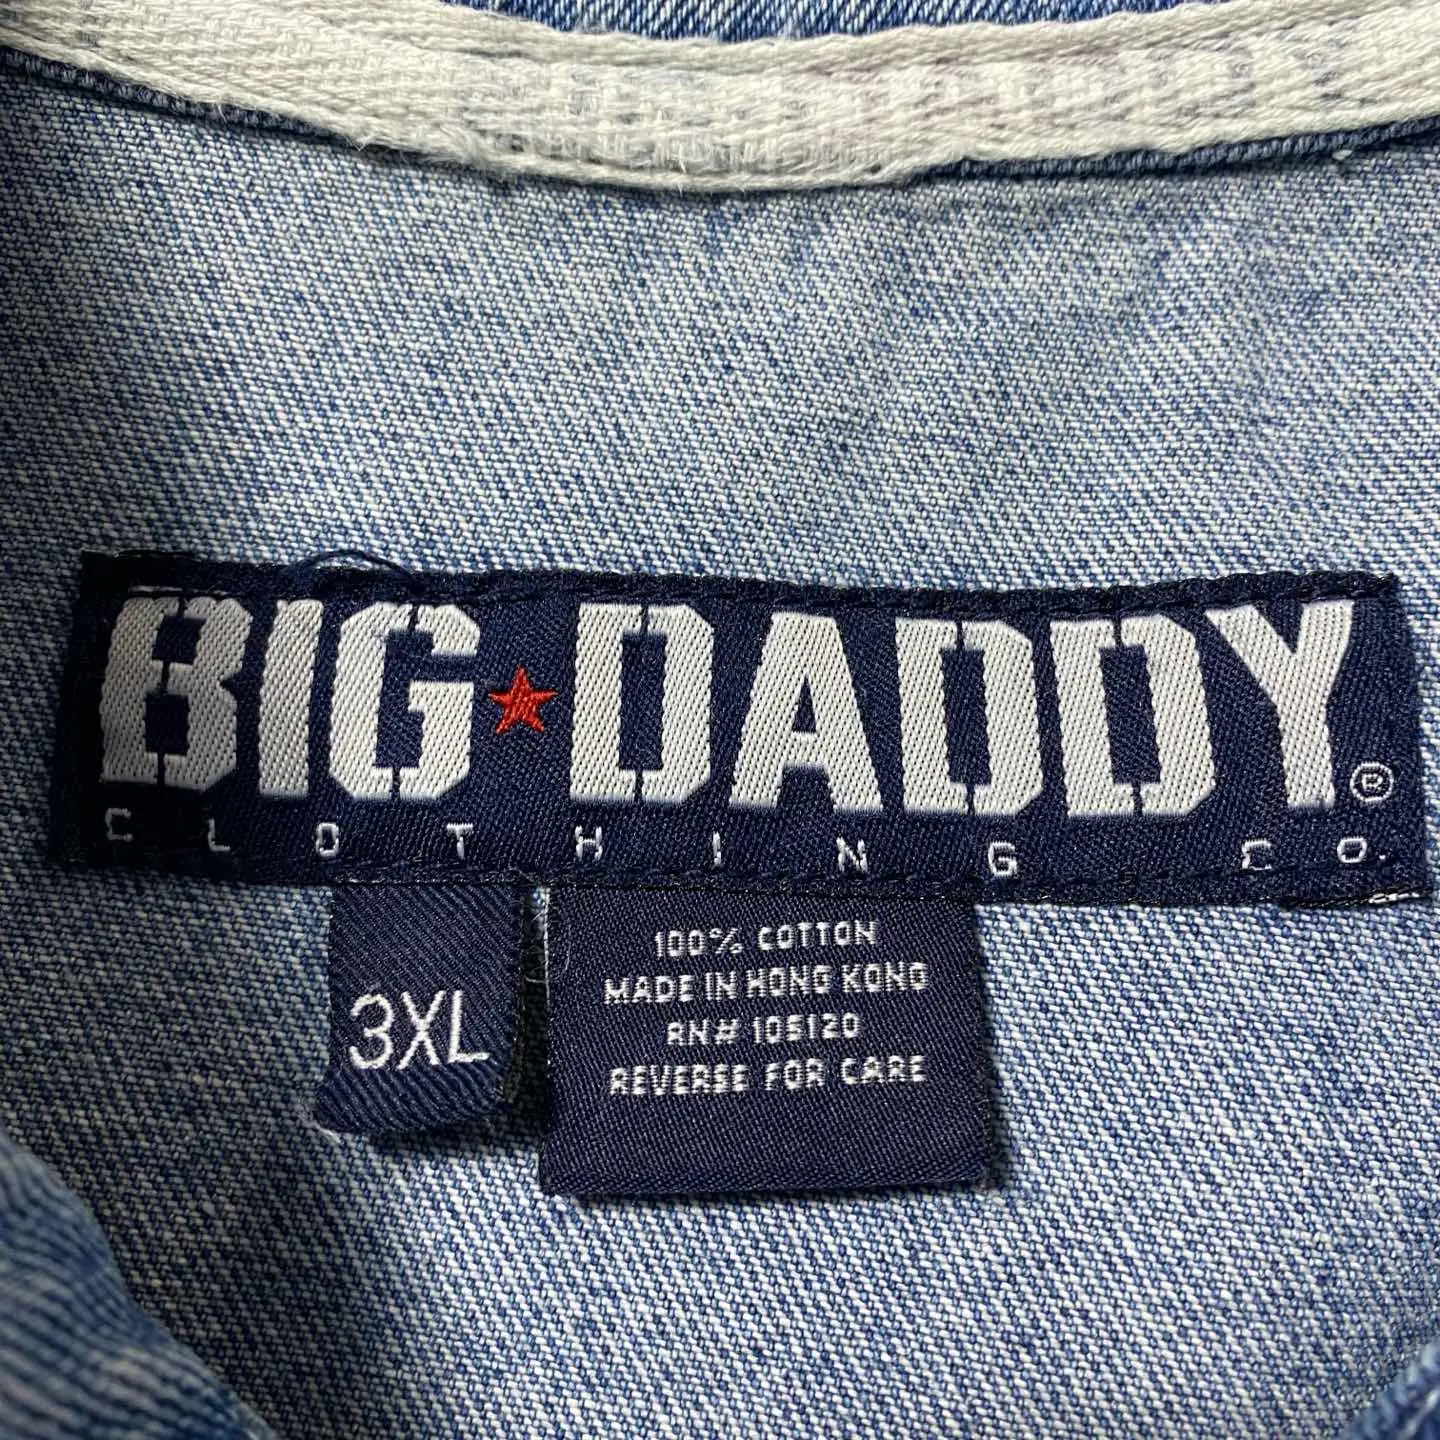 BIG★DADDY®
CLOTHING CO.
3XL
100% COTTON
MADE IN HONG KONG
RN# 105120
REVERSE FOR CARE